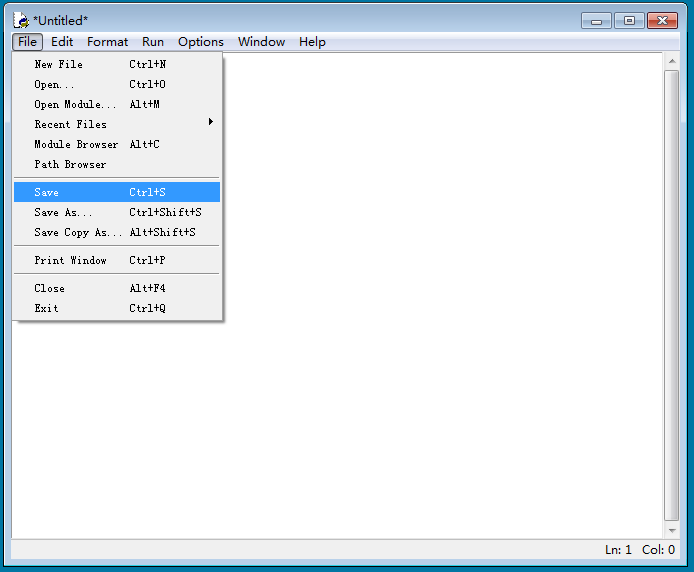 *Untitled*
File Edit Format Run Options Window Help
New File Ctrl+N
Open... Ctrl+O
Open Module... Alt+M
Recent Files
Module Browser Alt+C
Path Browser
Save Ctrl+S
Save As... Ctrl+Shift+S
Save Copy As... Alt+Shift+S
Print Window Ctrl+P
Close Alt+F4
Exit Ctrl+Q
Ln: 1 Col: 0